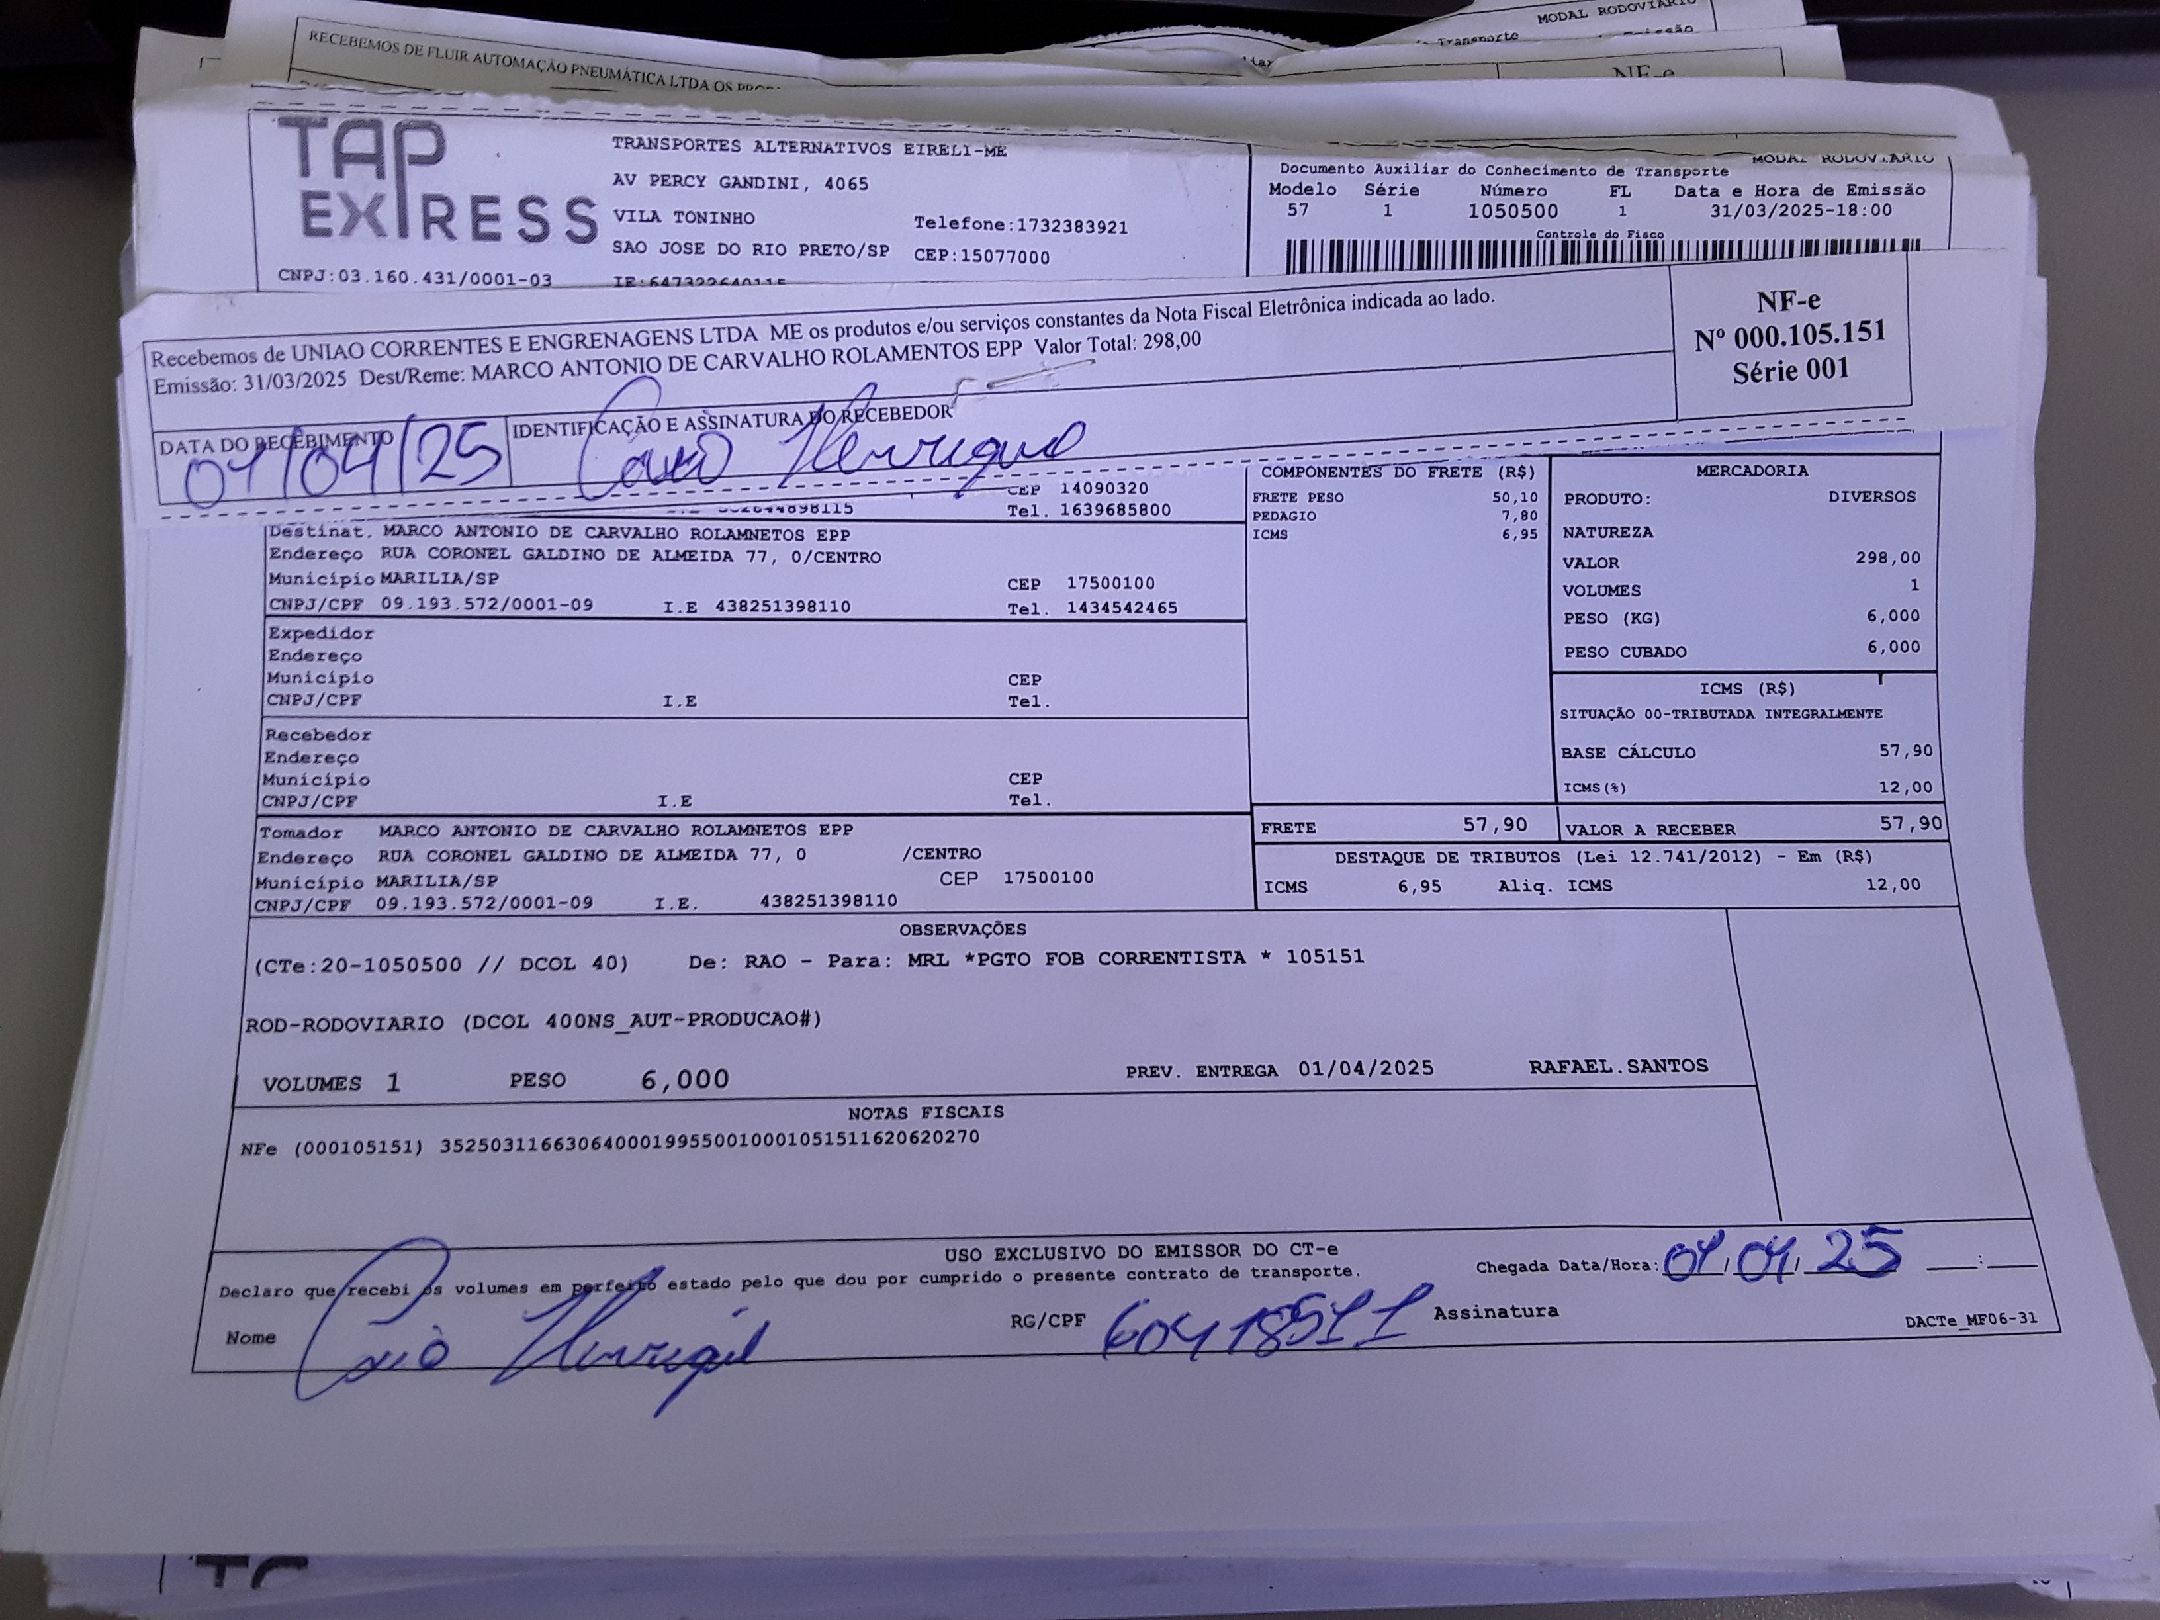 MODAL RODOVIÁRIO
Transporte
RECEBEMOS DE FLUIR AUTOMAÇÃO PNEUMÁTICA LTDA OS
NF-e
TAP EXPRESS
TRANSPORTES ALTERNATIVOS EIRELI-ME
AV PERCY GANDINI, 4065
VILA TONINHO Telefone:1732383921
SAO JOSE DO RIO PRETO/SP CEP:15077000
CNPJ:03.160.431/0001-03 IE:647322640115
MODAL RODOVIARIO
Documento Auxiliar do Conhecimento de Transporte
Modelo Série Número FL Data e Hora de Emissão
57 1 1050500 1 31/03/2025-18:00
Controle do Fisco
Recebemos de UNIAO CORRENTES E ENGRENAGENS LTDA ME os produtos e/ou serviços constantes da Nota Fiscal Eletrônica indicada ao lado.
Emissão: 31/03/2025 Dest/Reme: MARCO ANTONIO DE CARVALHO ROLAMENTOS EPP Valor Total: 298,00
NF-e
Nº 000.105.151
Série 001
DATA DO RECEBIMENTO IDENTIFICAÇÃO E ASSINATURA DO RECEBEDOR
01/04/25 Caio Henrique
CEP 14090320
Tel. 1639685800
Destinat. MARCO ANTONIO DE CARVALHO ROLAMNETOS EPP
Endereço RUA CORONEL GALDINO DE ALMEIDA 77, 0/CENTRO
Município MARILIA/SP CEP 17500100
CNPJ/CPF 09.193.572/0001-09 I.E 438251398110 Tel. 1434542465
Expedidor
Endereço
Município CEP
CNPJ/CPF I.E Tel.
Recebedor
Endereço
Município CEP
CNPJ/CPF I.E Tel.
Tomador MARCO ANTONIO DE CARVALHO ROLAMNETOS EPP
Endereço RUA CORONEL GALDINO DE ALMEIDA 77, 0 /CENTRO
Município MARILIA/SP CEP 17500100
CNPJ/CPF 09.193.572/0001-09 I.E. 438251398110
COMPONENTES DO FRETE (R$)
FRETE PESO 50,10
PEDAGIO 7,80
ICMS 6,95
MERCADORIA
PRODUTO: DIVERSOS
NATUREZA
VALOR 298,00
VOLUMES 1
PESO (KG) 6,000
PESO CUBADO 6,000
ICMS (R$)
SITUAÇÃO 00-TRIBUTADA INTEGRALMENTE
BASE CÁLCULO 57,90
ICMS(%) 12,00
FRETE 57,90 VALOR A RECEBER 57,90
DESTAQUE DE TRIBUTOS (Lei 12.741/2012) - Em (R$)
ICMS 6,95 Aliq. ICMS 12,00
OBSERVAÇÕES
(CTe:20-1050500 // DCOL 40) De: RAO - Para: MRL *PGTO FOB CORRENTISTA * 105151
ROD-RODOVIARIO (DCOL 400NS_AUT-PRODUCAO#)
VOLUMES 1 PESO 6,000 PREV. ENTREGA 01/04/2025 RAFAEL.SANTOS
NOTAS FISCAIS
NFe (000105151) 35250311663064000199550010001051511620620270
USO EXCLUSIVO DO EMISSOR DO CT-e
Declaro que recebi os volumes em perfeito estado pelo que dou por cumprido o presente contrato de transporte.
Chegada Data/Hora: 01/04/25 __:__
Nome Caio Henrique RG/CPF Assinatura
DACTe_MF06-31